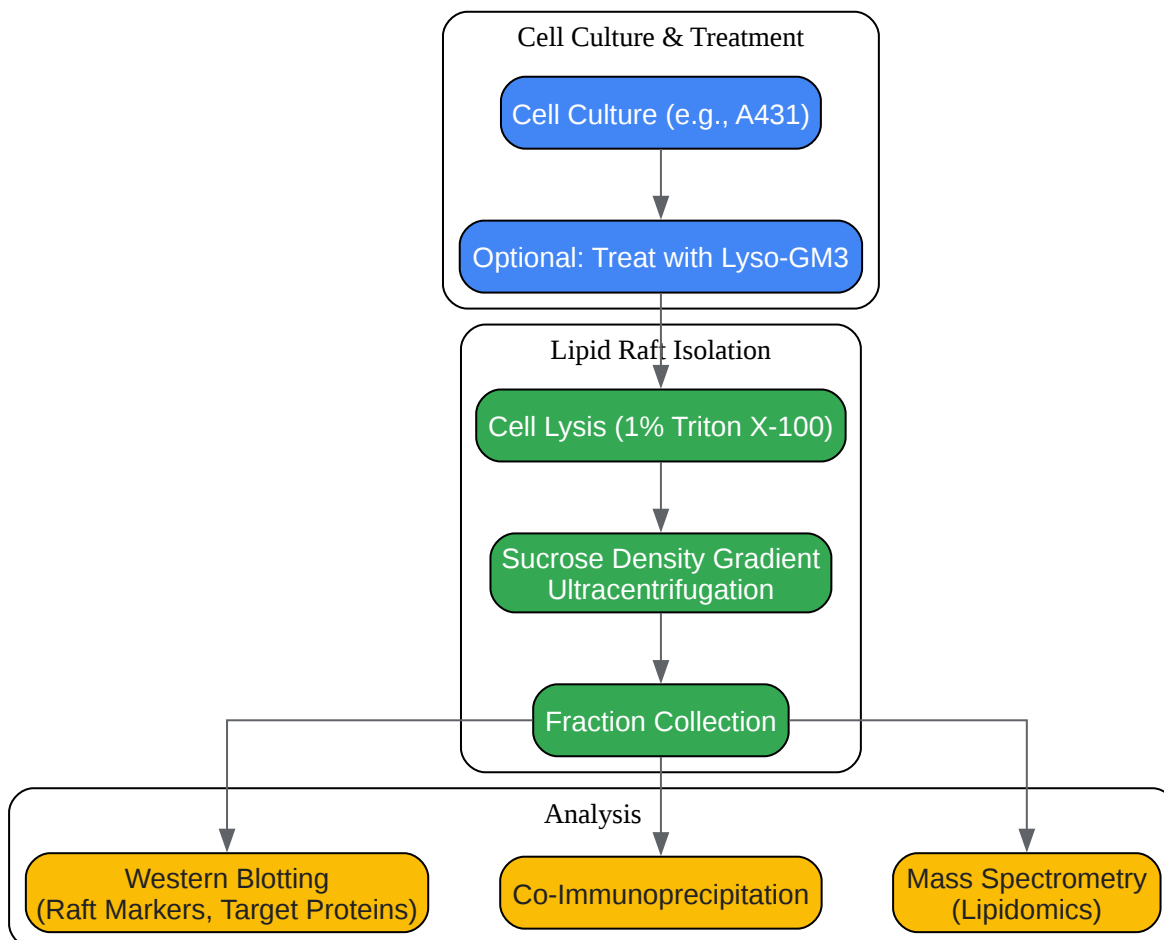 Cell Culture & Treatment
Cell Culture (e.g., A431)
Optional: Treat with Lyso-GM3
Lipid Raft Isolation
Cell Lysis (1% Triton X-100)
Sucrose Density Gradient
Ultracentrifugation
Fraction Collection
Analysis
Western Blotting
(Raft Markers, Target Proteins)
Co-Immunoprecipitation
Mass Spectrometry
(Lipidomics)